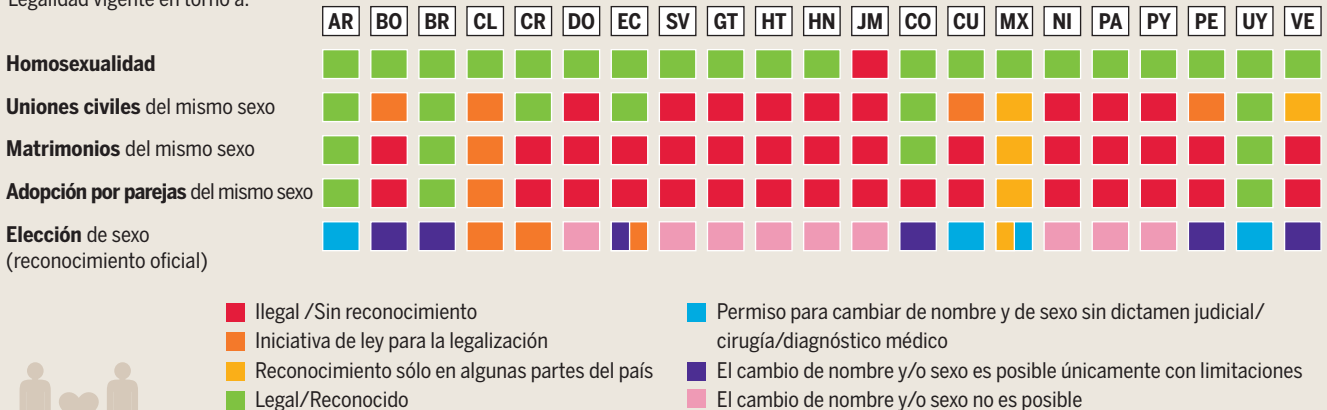 Legalidad vigente en torno a:
AR BO BR CL CR DO EC SV GT HT HN JM CO CU MX NI PA PY PE UY VE
Homosexualidad
Uniones civiles del mismo sexo
Matrimonios del mismo sexo
Adopción por parejas del mismo sexo
Elección de sexo
(reconocimiento oficial)
Ilegal /Sin reconocimiento
Iniciativa de ley para la legalización
Reconocimiento sólo en algunas partes del país
Legal/Reconocido
Permiso para cambiar de nombre y de sexo sin dictamen judicial/
cirugía/diagnóstico médico
El cambio de nombre y/o sexo es posible únicamente con limitaciones
El cambio de nombre y/o sexo no es posible